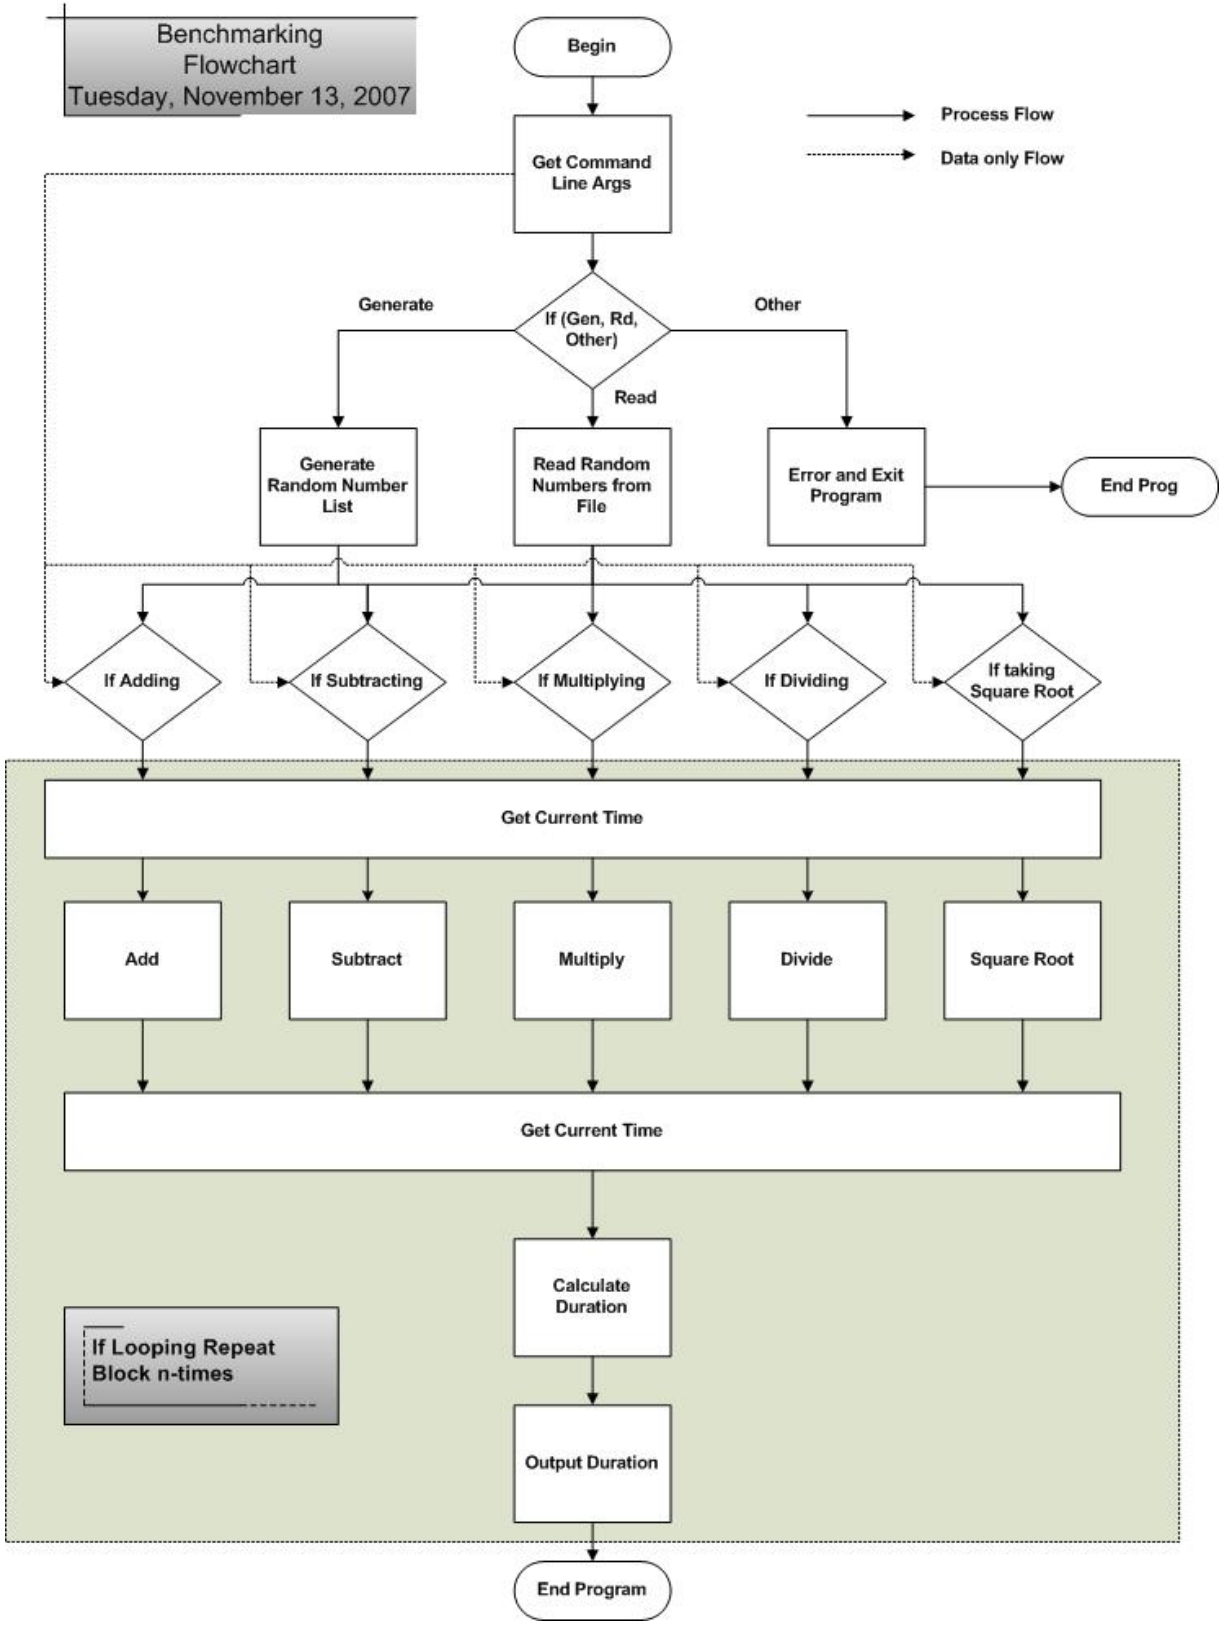 Benchmarking
Flowchart
Tuesday, November 13, 2007
Begin
Process Flow
Data only Flow
Get Command
Line Args
Generate
If (Gen, Rd,
Other)
Other
Read
Generate
Random Number
List
Read Random
Numbers from
File
Error and Exit
Program
End Prog
If Adding
If Subtracting
If Multiplying
If Dividing
If taking
Square Root
Get Current Time
Add
Subtract
Multiply
Divide
Square Root
Get Current Time
Calculate
Duration
If Looping Repeat
Block n-times
Output Duration
End Program